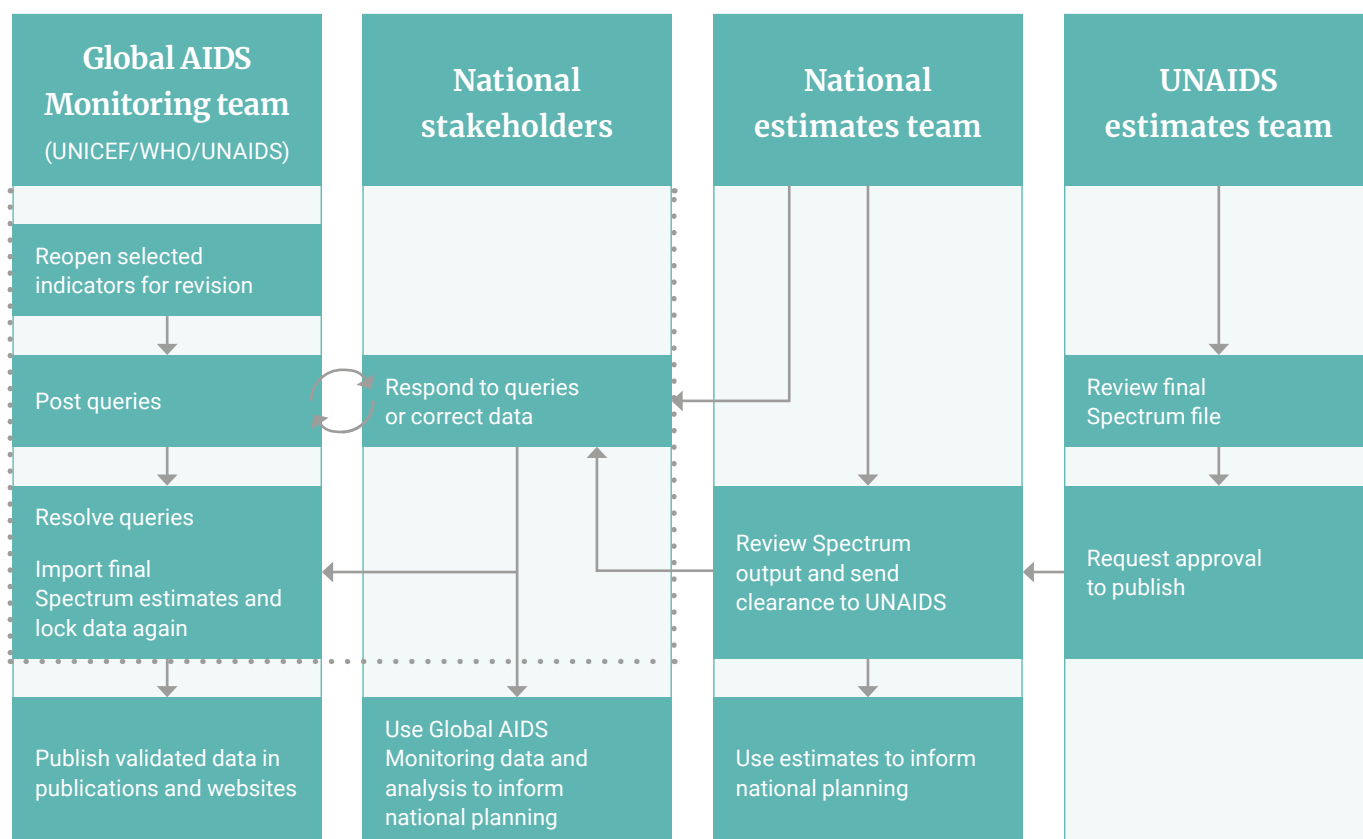 Global AIDS
Monitoring team
(UNICEF/WHO/UNAIDS)
National
stakeholders
National
estimates team
UNAIDS
estimates team
Reopen selected
indicators for revision
Post queries
Respond to queries
or correct data
Review final
Spectrum file
Resolve queries
Import final
Spectrum estimates and
lock data again
Review Spectrum
output and send
clearance to UNAIDS
Request approval
to publish
Publish validated data in
publications and websites
Use Global AIDS
Monitoring data and
analysis to inform
national planning
Use estimates to inform
national planning